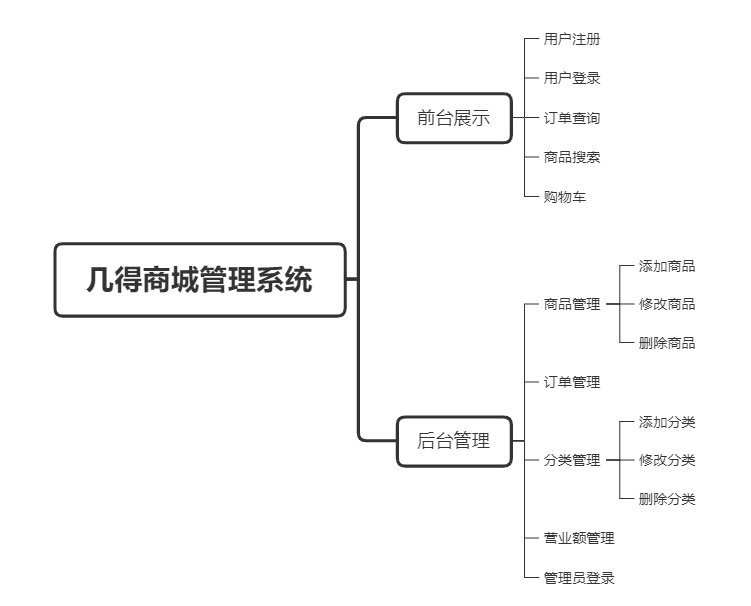 几得商城管理系统
前台展示
用户注册
用户登录
订单查询
商品搜索
购物车
后台管理
商品管理
添加商品
修改商品
删除商品
订单管理
分类管理
添加分类
修改分类
删除分类
营业额管理
管理员登录